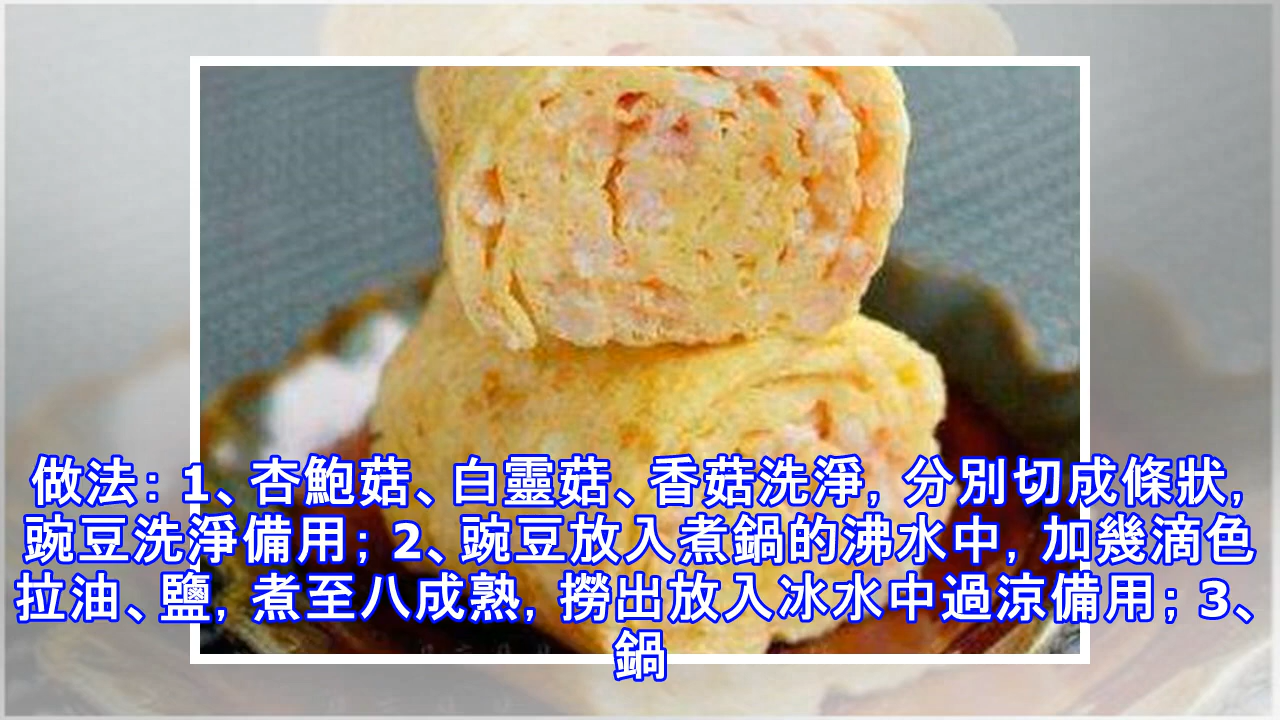 做法：1、杏鮑菇、白靈菇、香菇洗淨，分別切成條狀，
豌豆洗淨備用；2、豌豆放入煮鍋的沸水中，加幾滴色
拉油、鹽，煮至八成熟，撈出放入冰水中過涼備用；3、
鍋